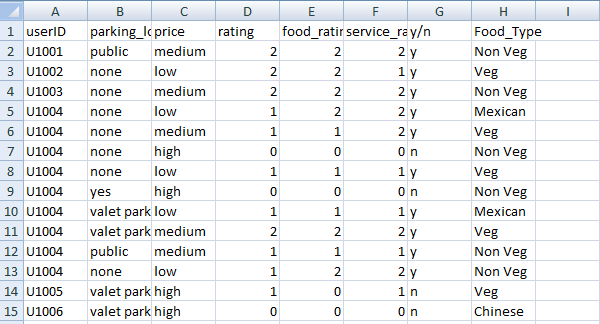 A B C D E F G H I
1 userID parking_lo price rating food_ratin service_ra y/n Food_Type
2 U1001 public medium 2 2 2 y Non Veg
3 U1002 none low 2 2 1 y Veg
4 U1003 none medium 2 2 2 y Non Veg
5 U1004 none low 1 2 2 y Mexican
6 U1004 none medium 1 1 2 y Veg
7 U1004 none high 0 0 0 n Non Veg
8 U1004 none low 1 1 1 y Veg
9 U1004 yes high 0 0 0 n Non Veg
10 U1004 valet park low 1 1 1 y Mexican
11 U1004 valet park medium 2 2 2 y Veg
12 U1004 public medium 1 1 1 y Non Veg
13 U1004 none low 1 2 2 y Non Veg
14 U1005 valet park high 1 0 1 n Veg
15 U1006 valet park high 0 0 0 n Chinese